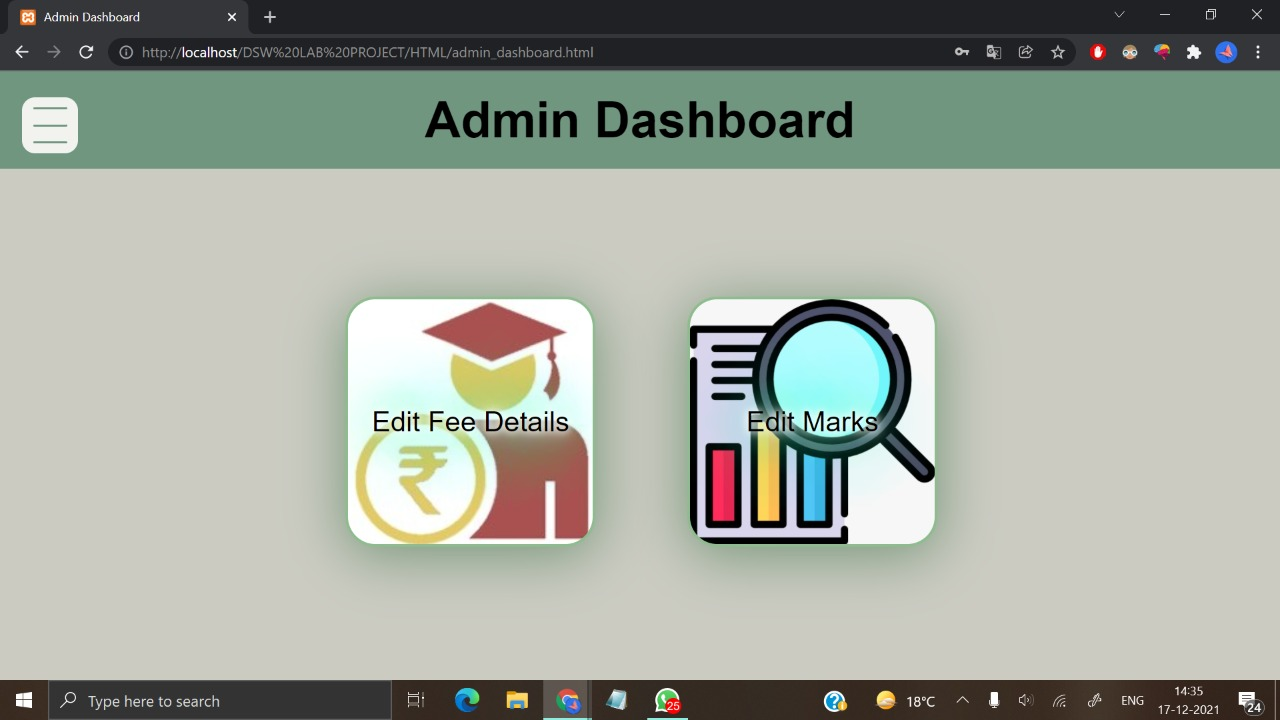 Admin Dashboard
http://localhost/DSW%20LAB%20PROJECT/HTML/admin_dashboard.html
Admin Dashboard
Edit Fee Details
Edit Marks
₹
Type here to search
25
18°C
ENG
14:35
17-12-2021
24